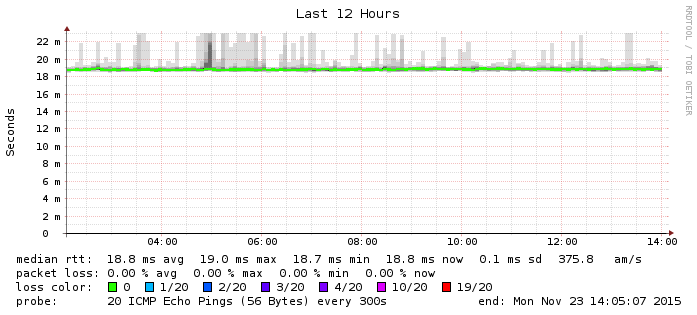 Last 12 Hours
RRDTOOL / TOBI OETIKER
Seconds
22 m
20 m
18 m
16 m
14 m
12 m
10 m
8 m
6 m
4 m
2 m
0
04:00 06:00 08:00 10:00 12:00 14:00
median rtt: 18.8 ms avg 19.0 ms max 18.7 ms min 18.8 ms now 0.1 ms sd 375.8 am/s
packet loss: 0.00 % avg 0.00 % max 0.00 % min 0.00 % now
loss color: 0 1/20 2/20 3/20 4/20 10/20 19/20
probe: 20 ICMP Echo Pings (56 Bytes) every 300s end: Mon Nov 23 14:05:07 2015